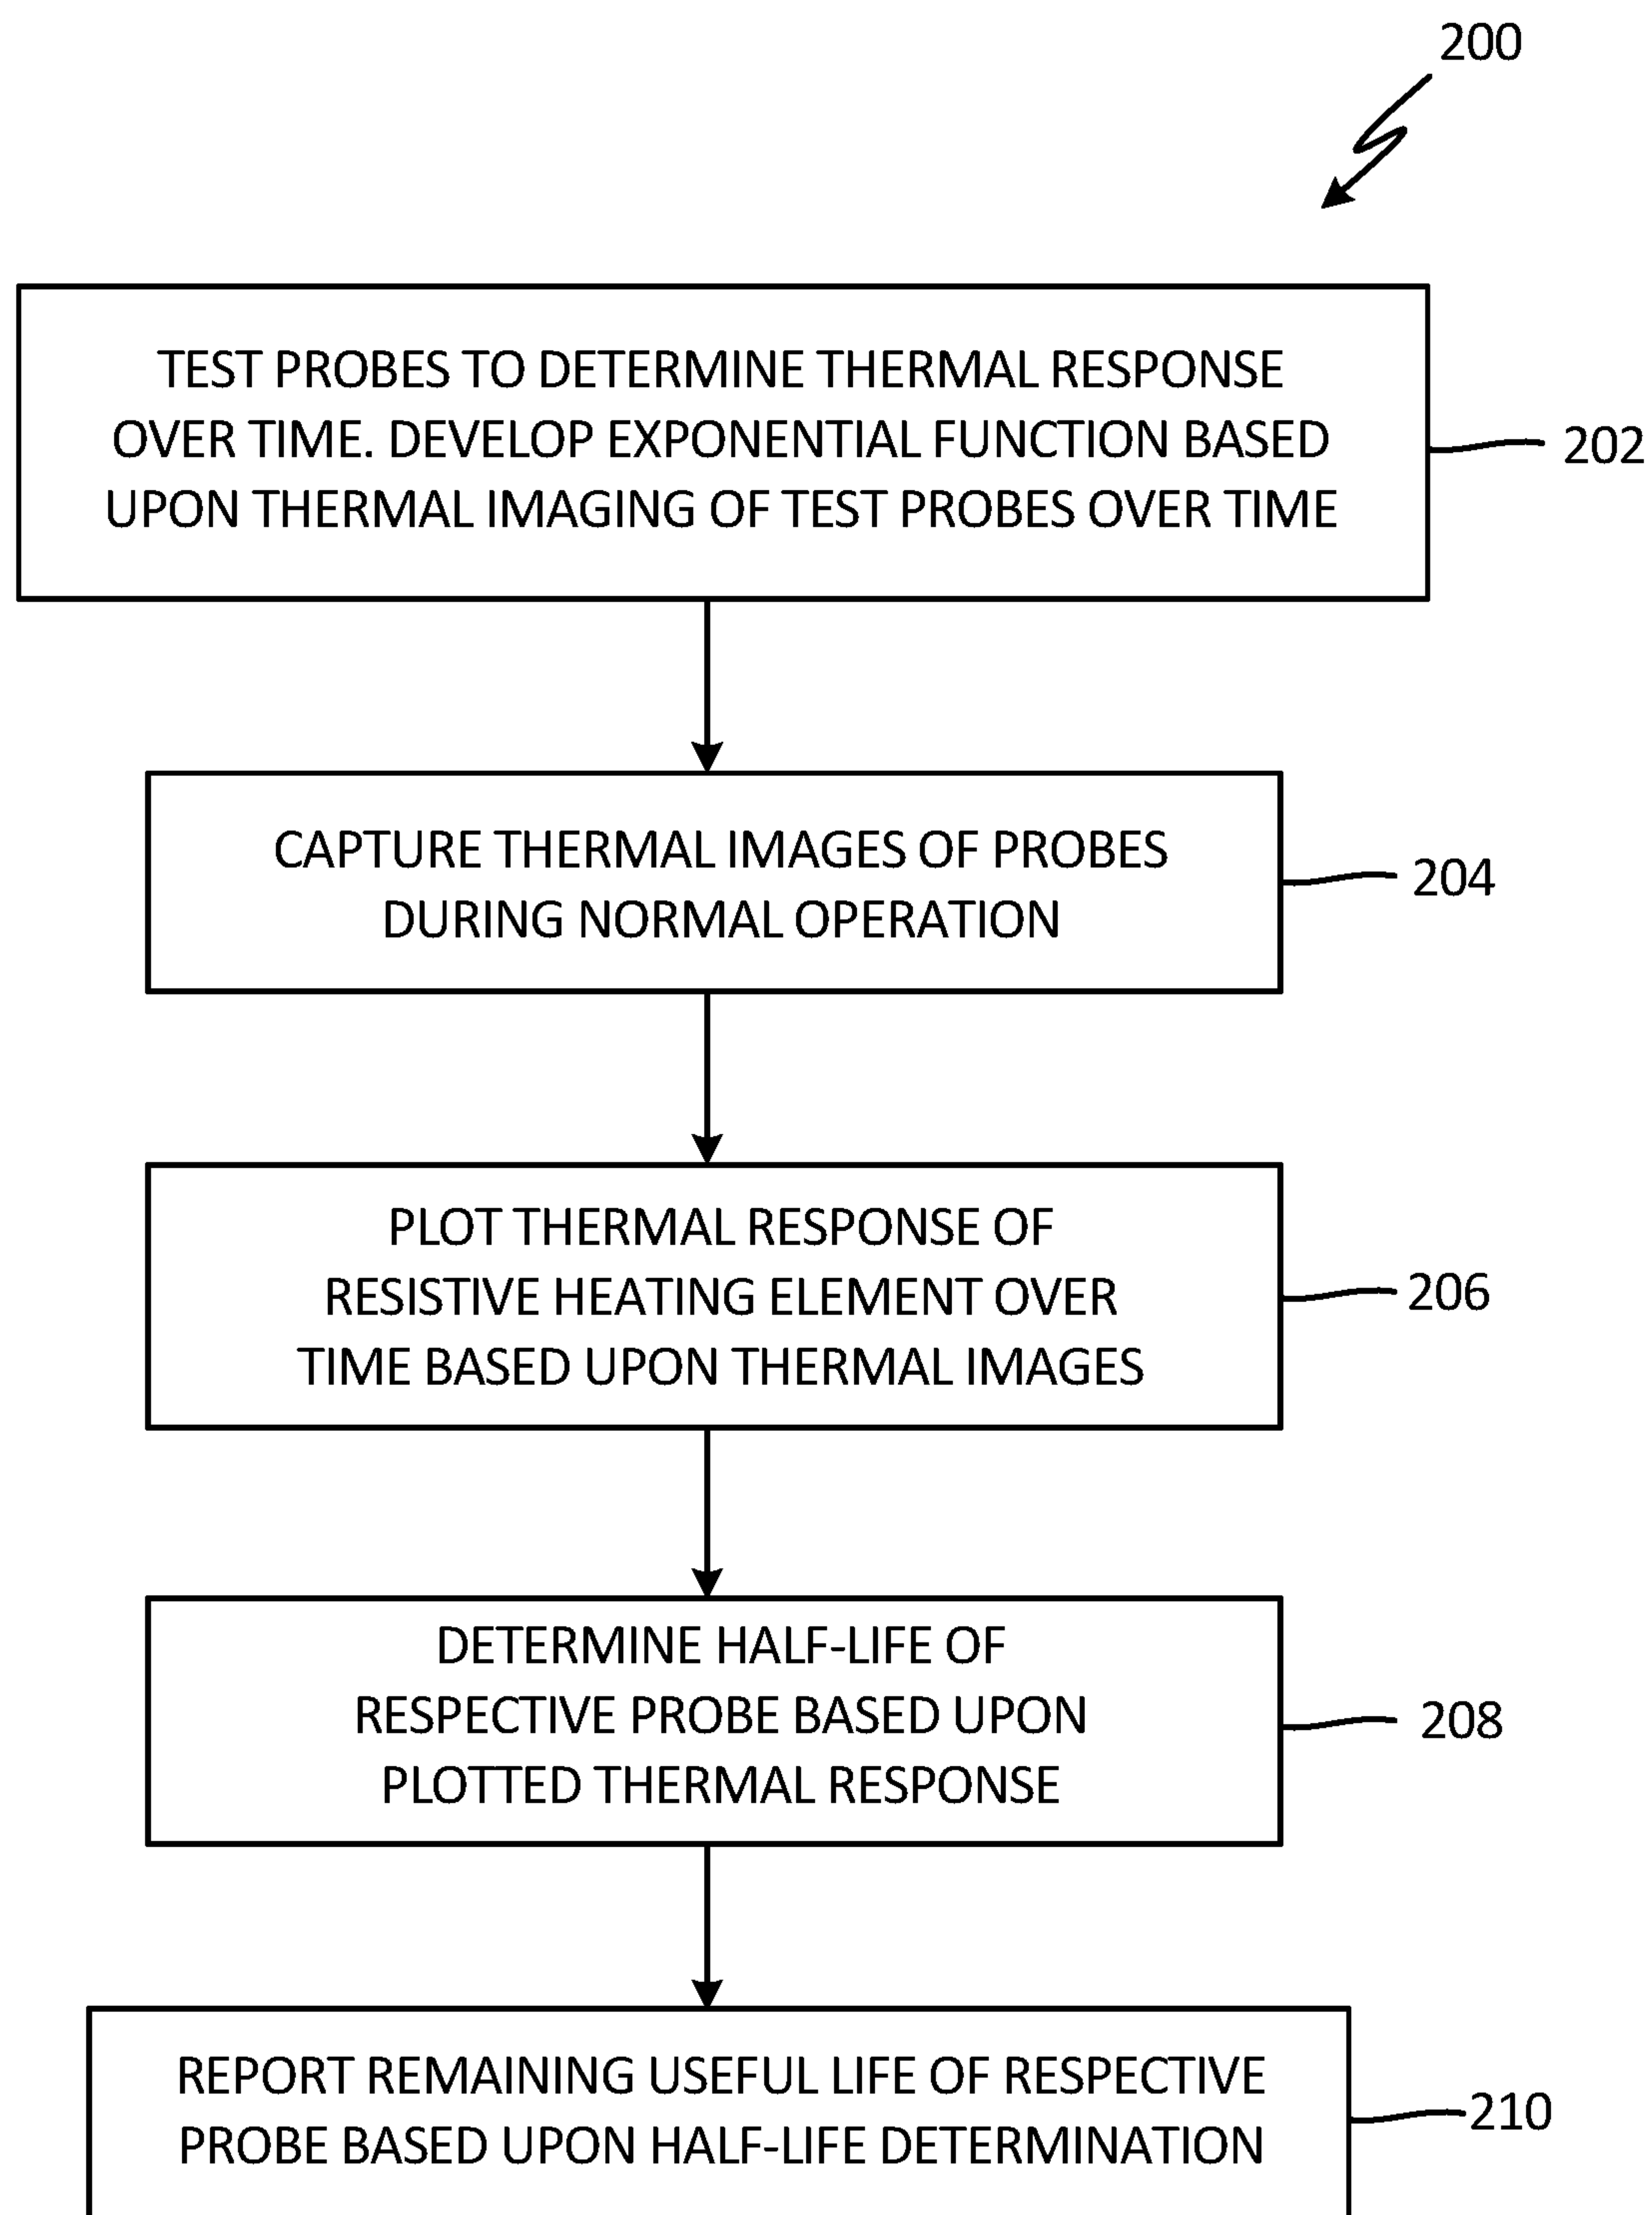 200
TEST PROBES TO DETERMINE THERMAL RESPONSE
OVER TIME. DEVELOP EXPONENTIAL FUNCTION BASED
UPON THERMAL IMAGING OF TEST PROBES OVER TIME
202
CAPTURE THERMAL IMAGES OF PROBES
DURING NORMAL OPERATION
204
PLOT THERMAL RESPONSE OF
RESISTIVE HEATING ELEMENT OVER
TIME BASED UPON THERMAL IMAGES
206
DETERMINE HALF-LIFE OF
RESPECTIVE PROBE BASED UPON
PLOTTED THERMAL RESPONSE
208
REPORT REMAINING USEFUL LIFE OF RESPECTIVE
PROBE BASED UPON HALF-LIFE DETERMINATION
210